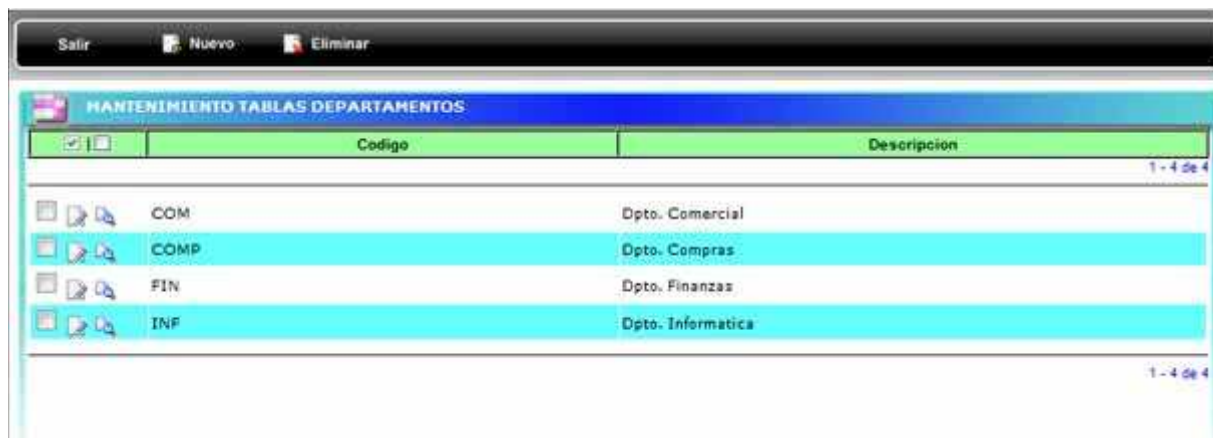 Salir Nuevo Eliminar
MANTENIMIENTO TABLAS DEPARTAMENTOS
Codigo Descripcion
1 - 4 de 4
COM Dpto. Comercial
COMP Dpto. Compras
FIN Dpto. Finanzas
INF Dpto. Informatica
1 - 4 de 4